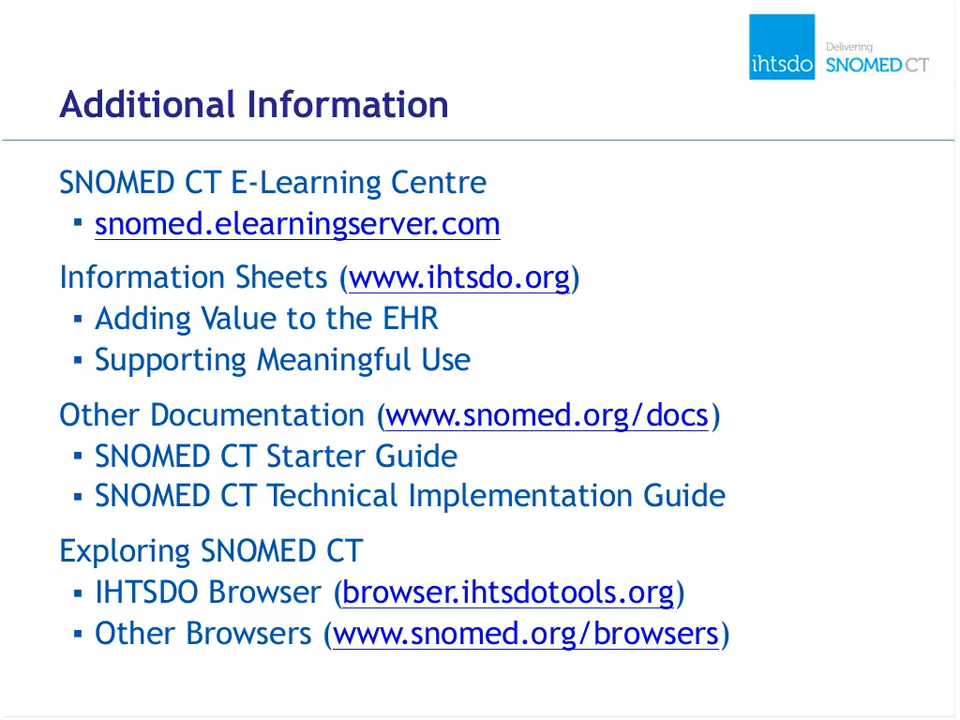 ihtsdo
Delivering
SNOMED CT
Additional Information
SNOMED CT E-Learning Centre
▪ snomed.elearningserver.com
Information Sheets (www.ihtsdo.org)
▪ Adding Value to the EHR
▪ Supporting Meaningful Use
Other Documentation (www.snomed.org/docs)
▪ SNOMED CT Starter Guide
▪ SNOMED CT Technical Implementation Guide
Exploring SNOMED CT
▪ IHTSDO Browser (browser.ihtsdotools.org)
▪ Other Browsers (www.snomed.org/browsers)